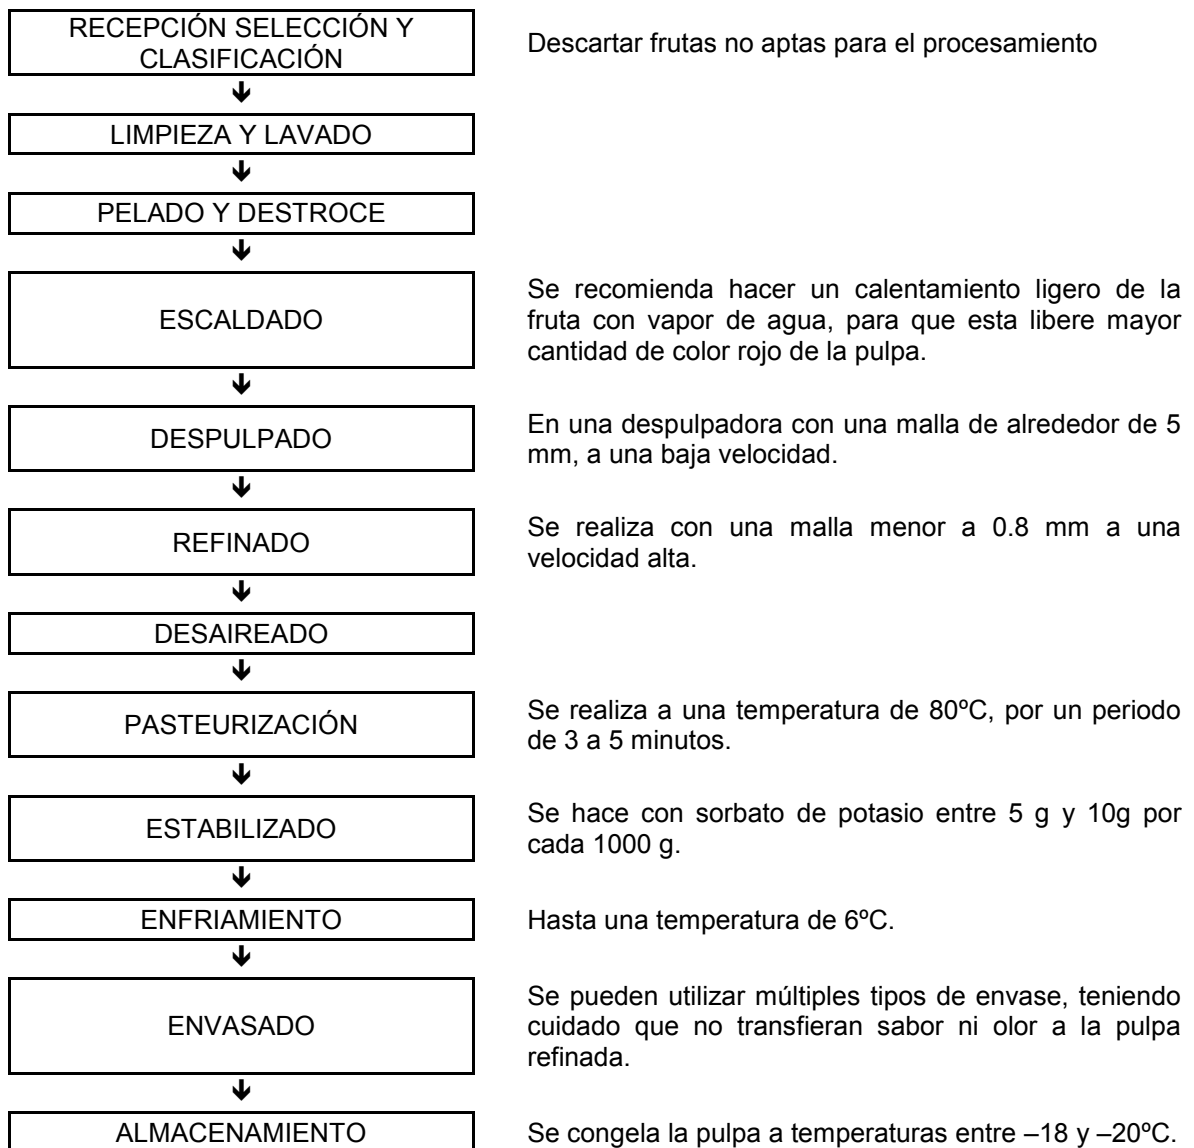 RECEPCIÓN SELECCIÓN Y
CLASIFICACIÓN
Descartar frutas no aptas para el procesamiento
LIMPIEZA Y LAVADO
PELADO Y DESTROCE
ESCALDADO
Se recomienda hacer un calentamiento ligero de la
fruta con vapor de agua, para que esta libere mayor
cantidad de color rojo de la pulpa.
DESPULPADO
En una despulpadora con una malla de alrededor de 5
mm, a una baja velocidad.
REFINADO
Se realiza con una malla menor a 0.8 mm a una
velocidad alta.
DESAIREADO
PASTEURIZACIÓN
Se realiza a una temperatura de 80ºC, por un periodo
de 3 a 5 minutos.
ESTABILIZADO
Se hace con sorbato de potasio entre 5 g y 10g por
cada 1000 g.
ENFRIAMIENTO
Hasta una temperatura de 6ºC.
ENVASADO
Se pueden utilizar múltiples tipos de envase, teniendo
cuidado que no transfieran sabor ni olor a la pulpa
refinada.
ALMACENAMIENTO
Se congela la pulpa a temperaturas entre –18 y –20ºC.